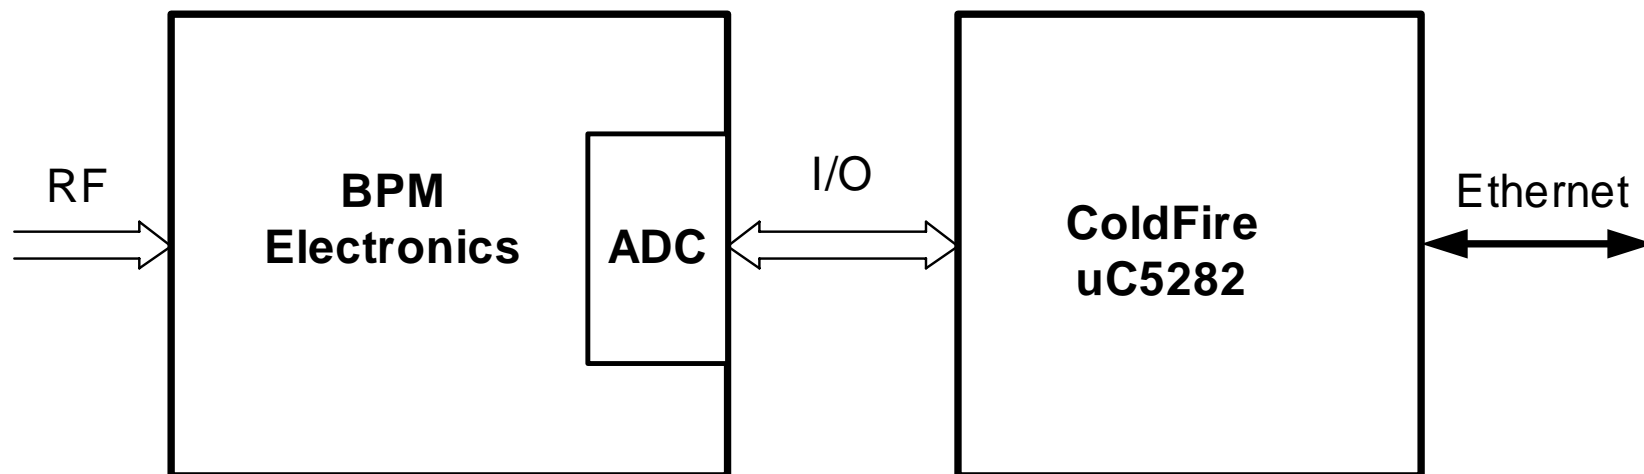 RF
BPM
Electronics
ADC
I/O
ColdFire
uC5282
Ethernet